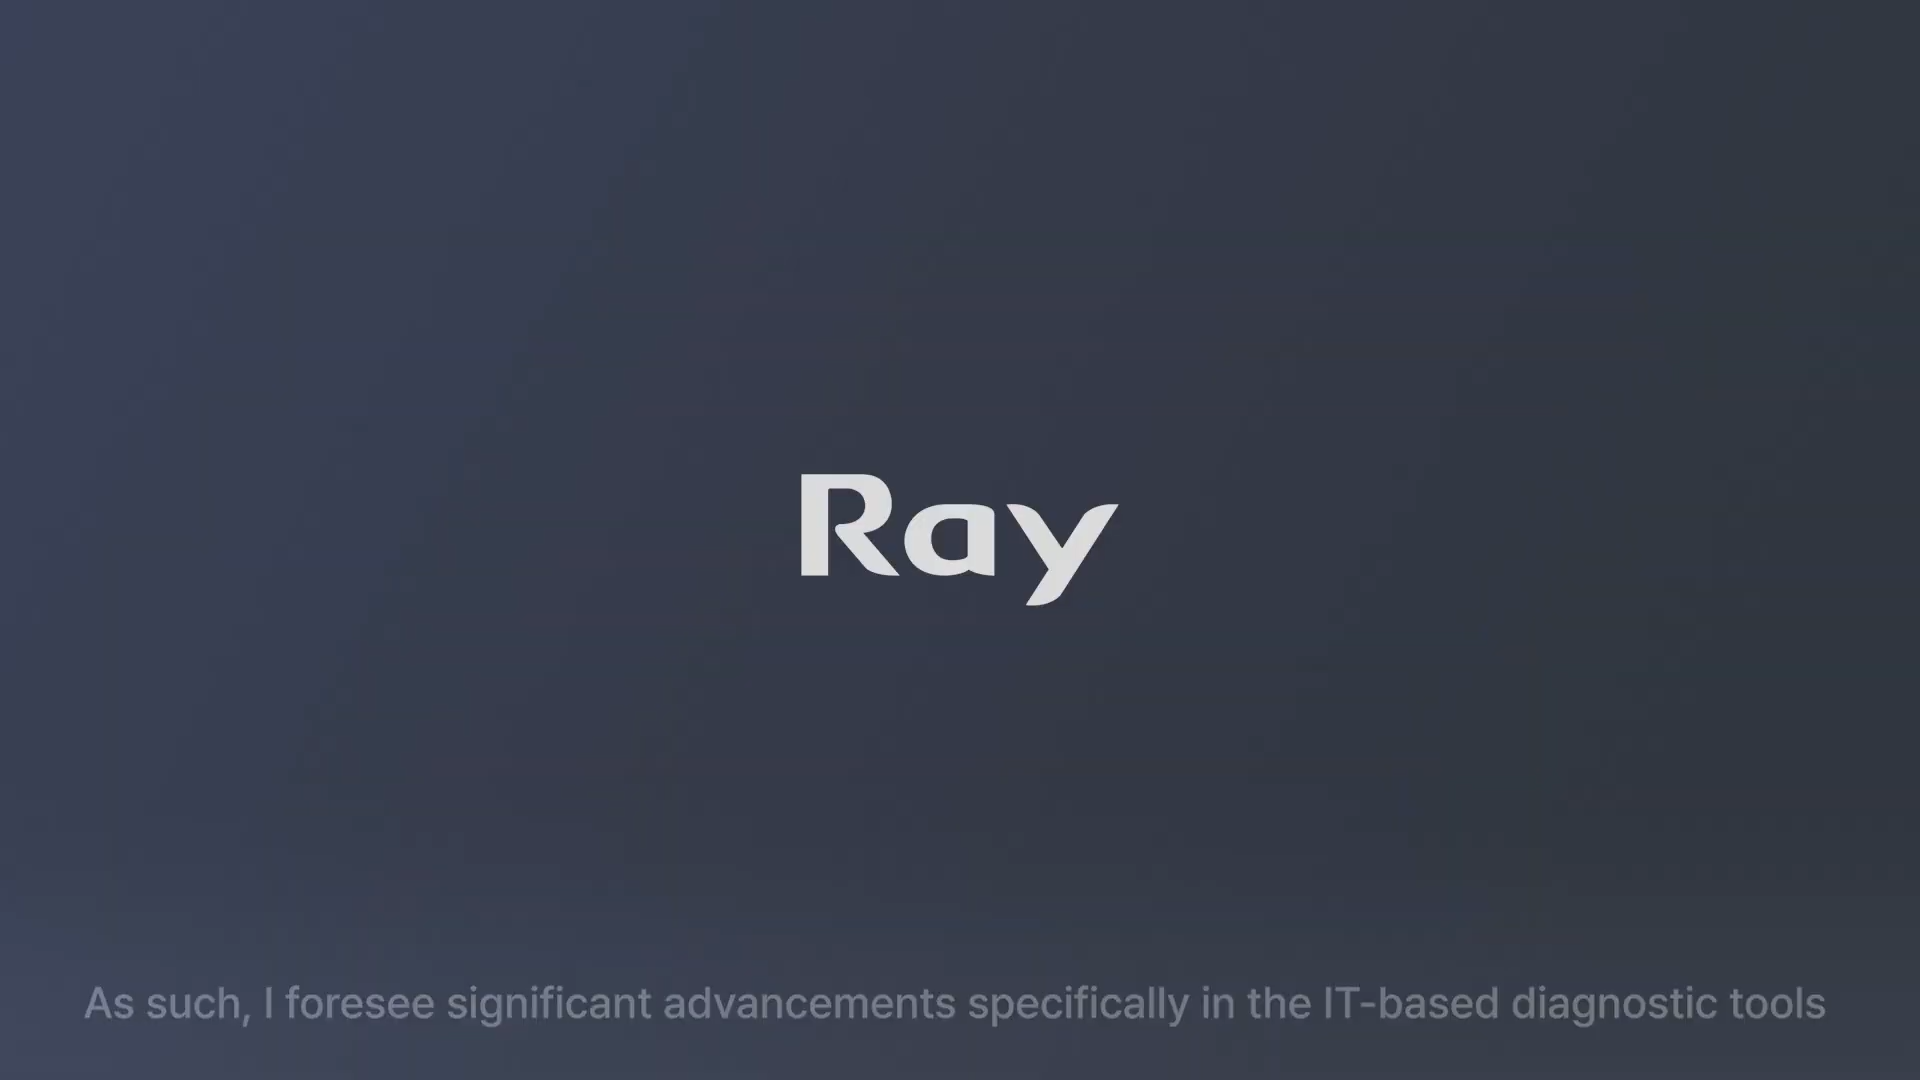 Ray
As such, I foresee significant advancements specifically in the IT-based diagnostic tools